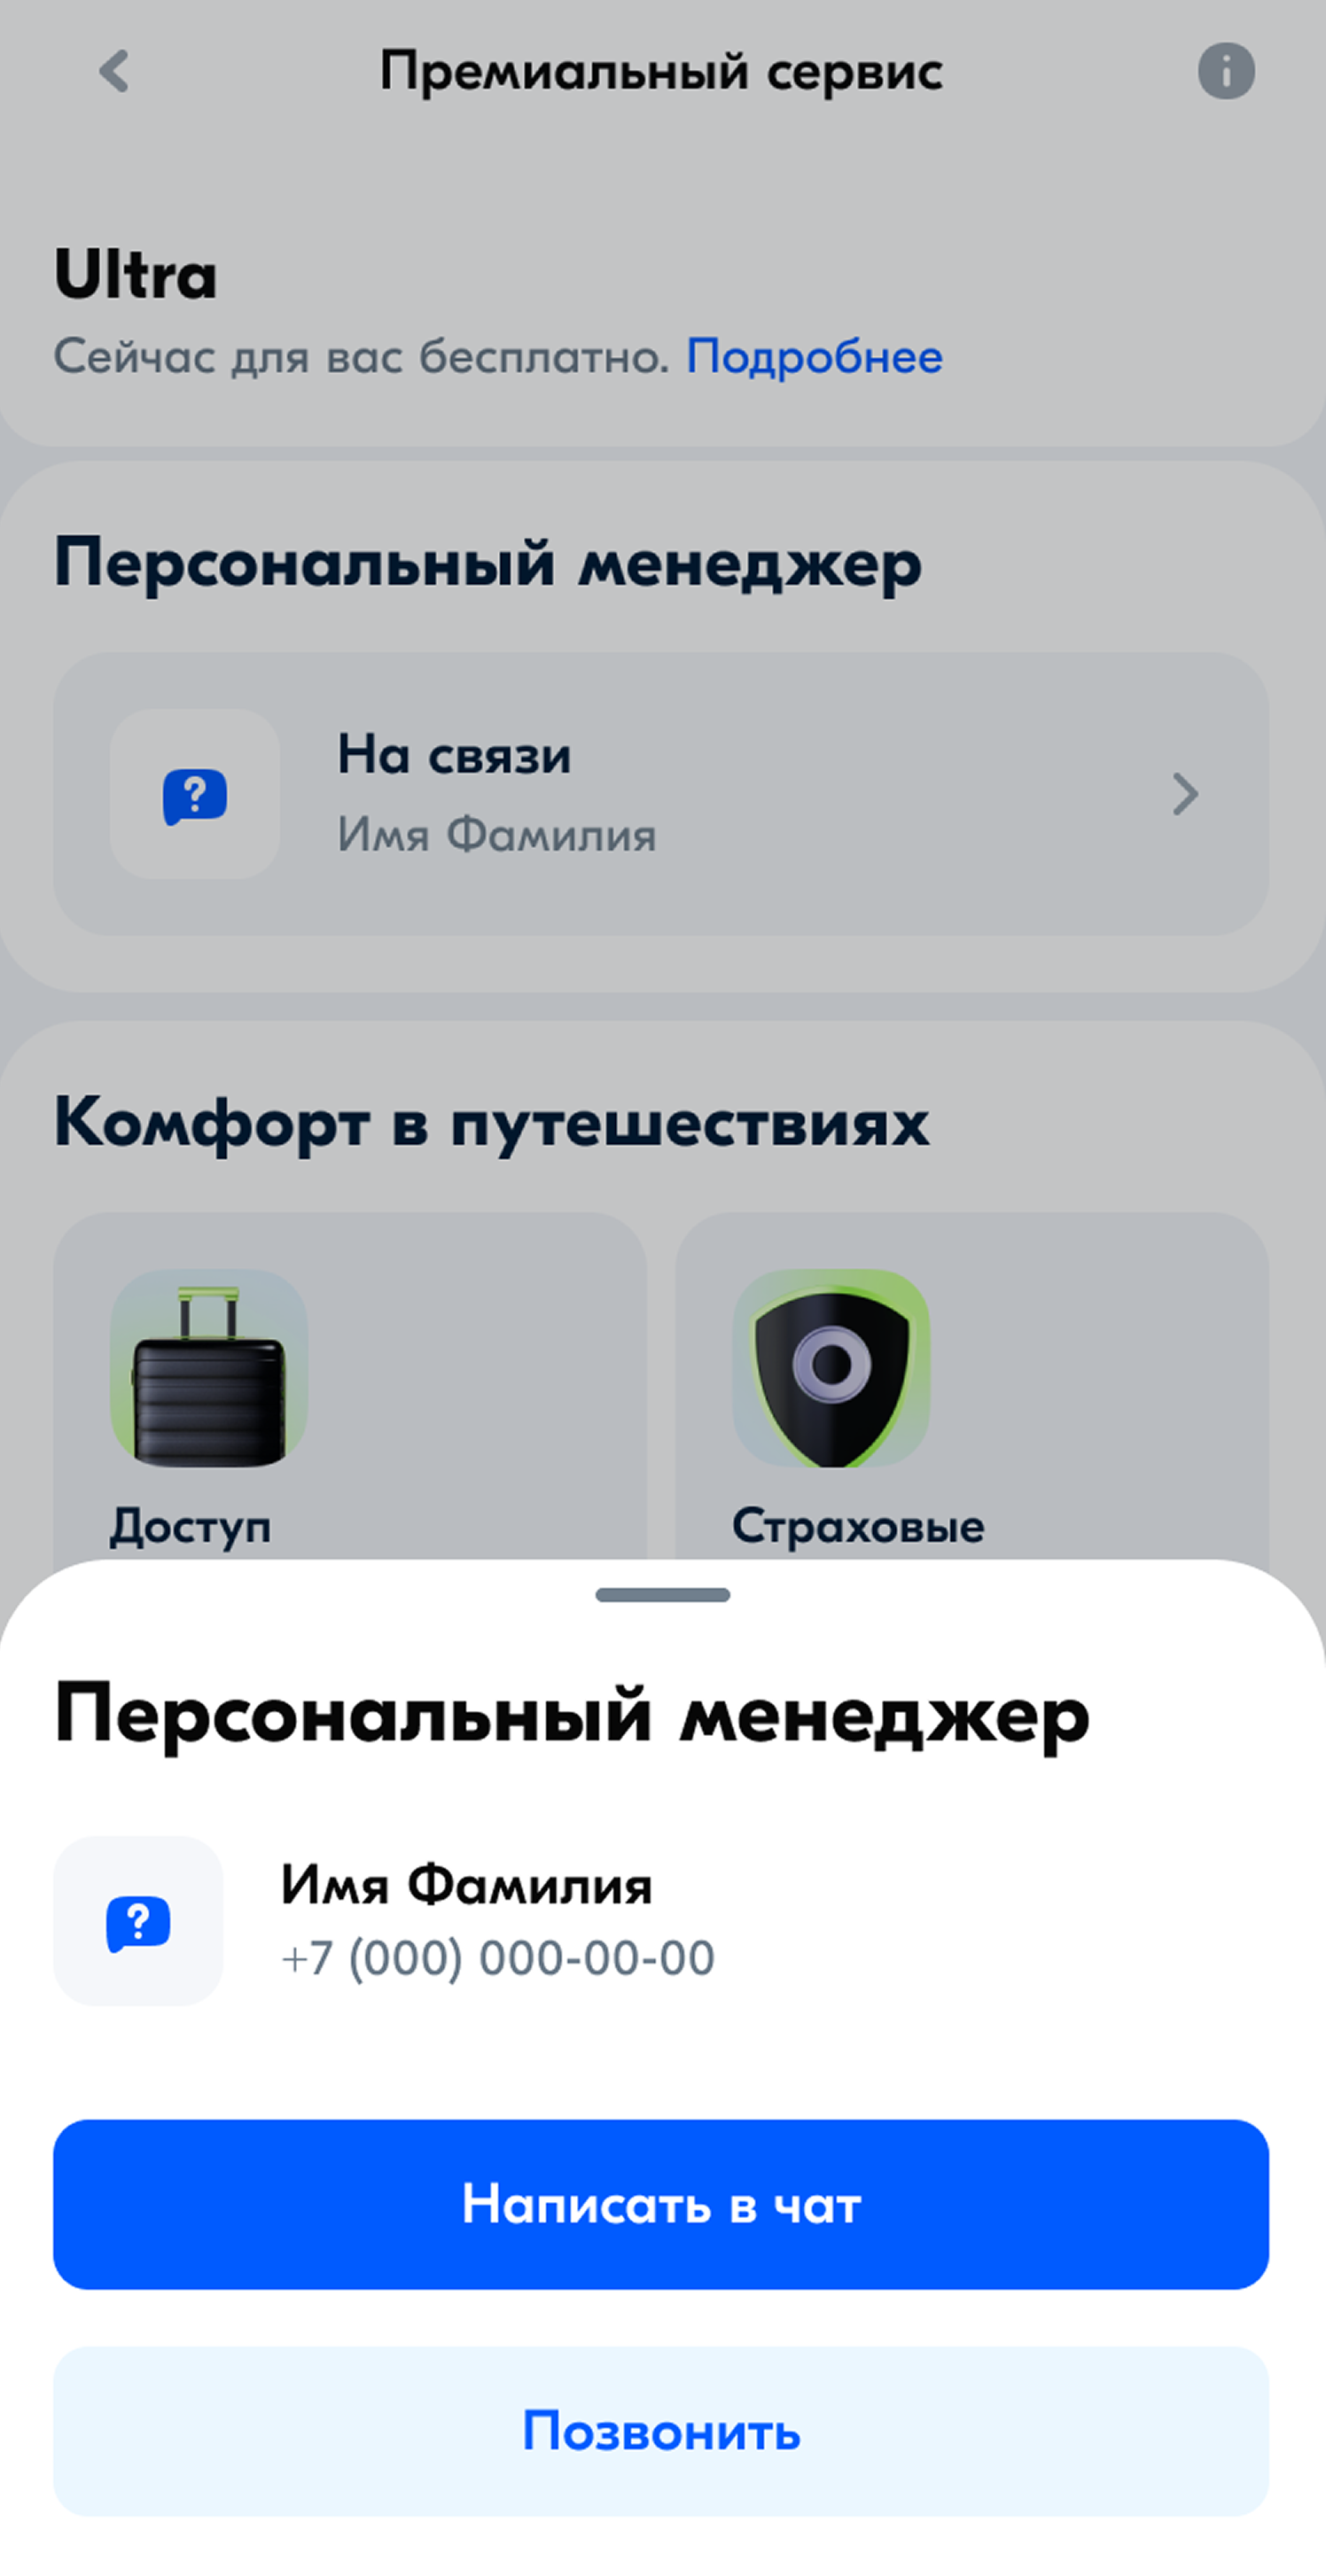 Премиальный сервис
Ultra
Сейчас для вас бесплатно. Подробнее
Персональный менеджер
На связи
Имя Фамилия
Комфорт в путешествиях
Доступ
Страховые
Персональный менеджер
Имя Фамилия
+7 (000) 000-00-00
Написать в чат
Позвонить